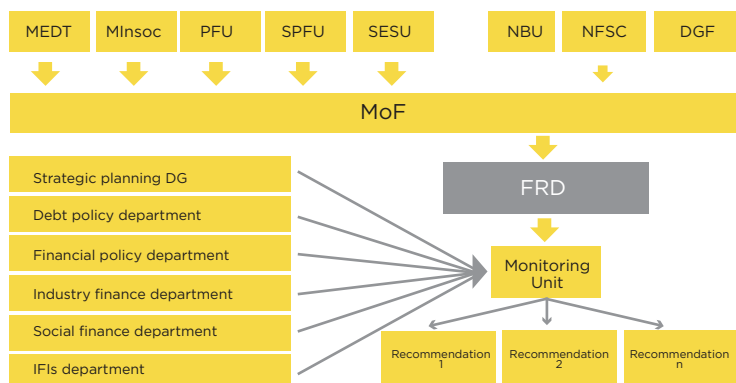 MEDT
MInsoc
PFU
SPFU
SESU
NBU
NFSC
DGF
MoF
Strategic planning DG
Debt policy department
Financial policy department
Industry finance department
Social finance department
IFIs department
FRD
Monitoring
Unit
Recommendation
1
Recommendation
2
Recommendation
n